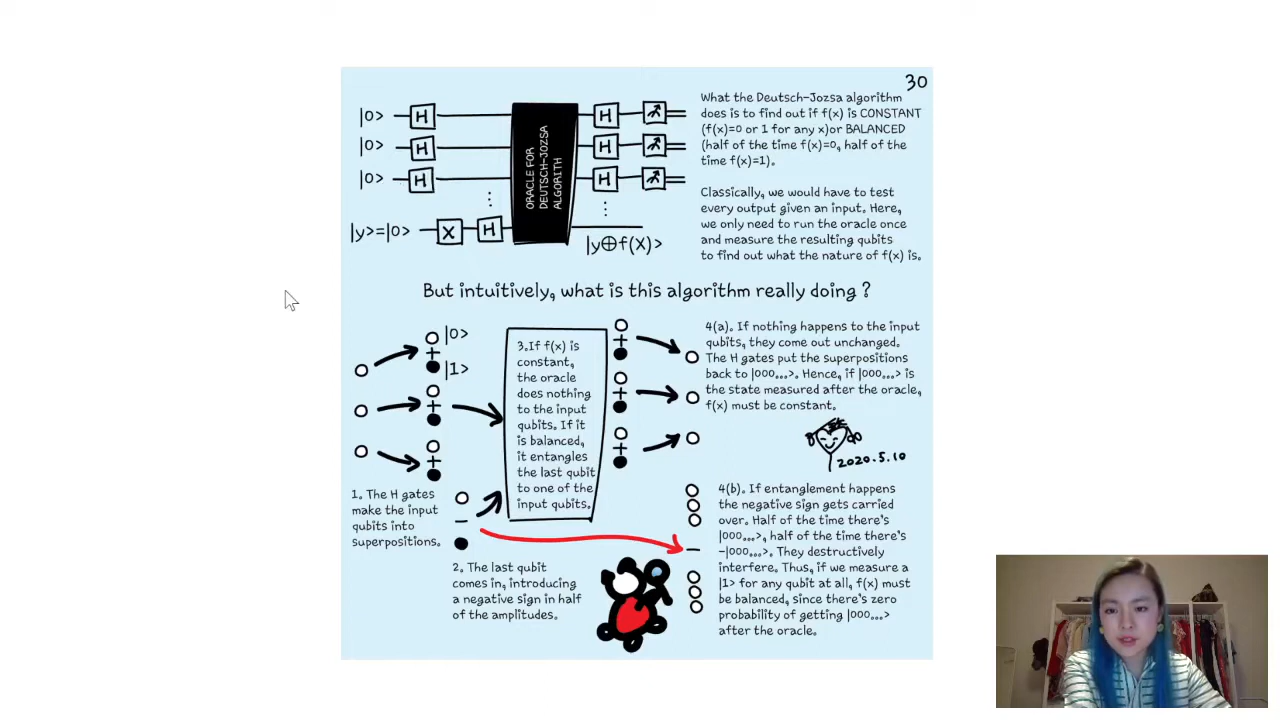 30
|0>
H
H
|0>
H
H
|0>
H
H
ORACLE FOR
DEUTSCH-JOZSA
ALGORITH
|y>=|0>
X
H
|y⊕f(X)>
What the Deutsch-Jozsa algorithm
does is to find out if f(x) is CONSTANT
(f(x)=0 or 1 for any x)or BALANCED
(half of the time f(x)=0, half of the
time f(x)=1).
Classically, we would have to test
every output given an input. Here,
we only need to run the oracle once
and measure the resulting qubits
to find out what the nature of f(x) is.
But intuitively, what is this algorithm really doing ?
|0>
+
|1>
+
+
1. The H gates
make the input
qubits into
superpositions.
−
2. The last qubit
comes in, introducing
a negative sign in half
of the amplitudes.
3.If f(x) is
constant,
the oracle
does nothing
to the input
qubits. If it
is balanced,
it entangles
the last qubit
to one of the
input qubits.
+
+
+
4(a). If nothing happens to the input
qubits, they come out unchanged.
The H gates put the superpositions
back to |000...>. Hence, if |000...> is
the state measured after the oracle,
f(x) must be constant.
2020.5.10
−
4(b). If entanglement happens
the negative sign gets carried
over. Half of the time there's
|000...>, half of the time there's
-|000...>. They destructively
interfere. Thus, if we measure a
|1> for any qubit at all, f(x) must
be balanced, since there's zero
probability of getting |000...>
after the oracle.